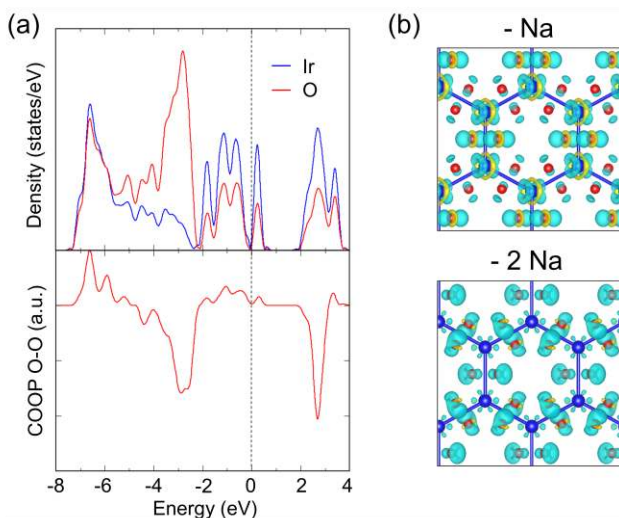 (a)
Ir
O
Density (states/eV)
COOP O-O (a.u.)
-8 -6 -4 -2 0 2 4
Energy (eV)
(b)
- Na
- 2 Na